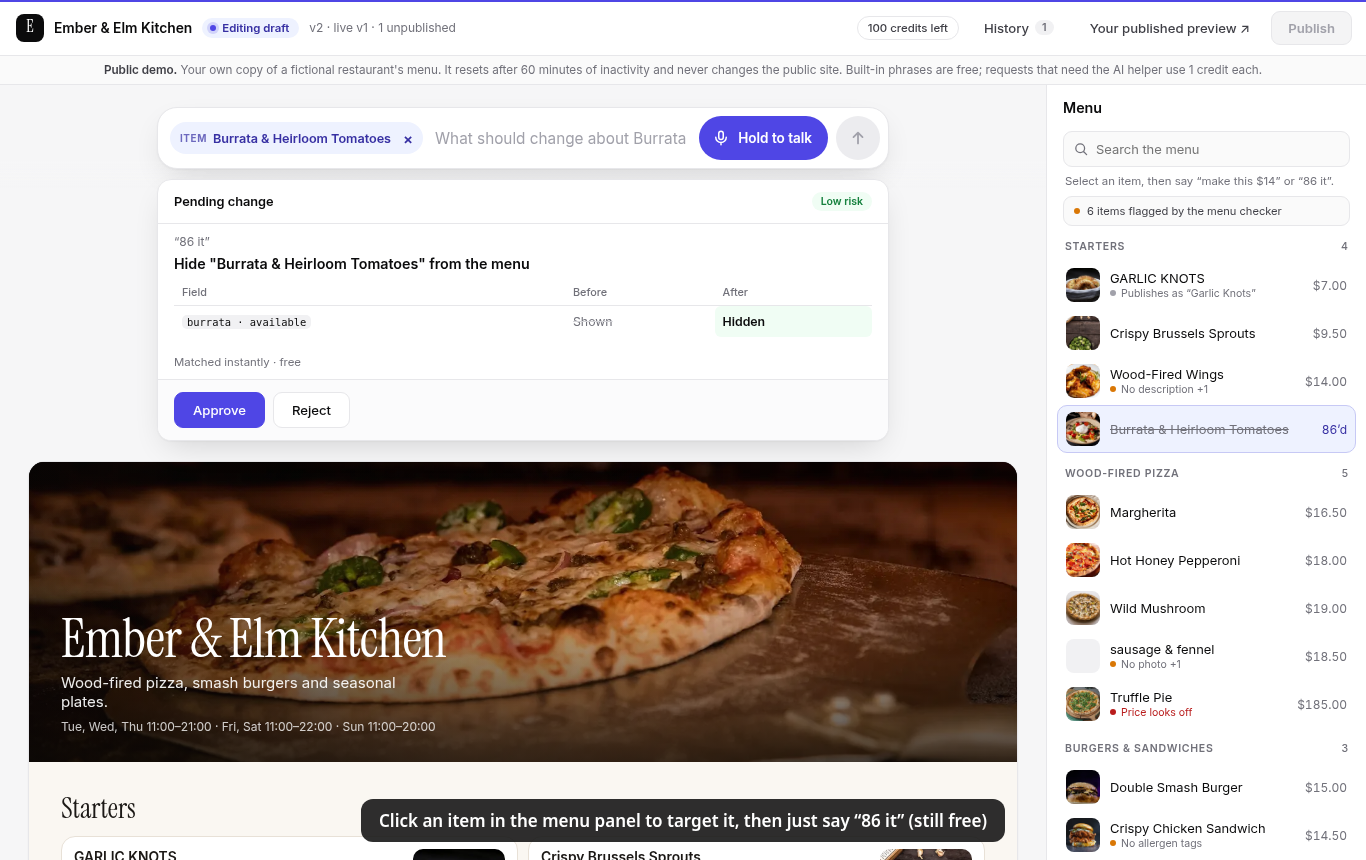 E Ember & Elm Kitchen Editing draft v2 · live v1 · 1 unpublished 100 credits left History 1 Your published preview ↗ Publish
Public demo. Your own copy of a fictional restaurant's menu. It resets after 60 minutes of inactivity and never changes the public site. Built-in phrases are free; requests that need the AI helper use 1 credit each.
ITEM Burrata & Heirloom Tomatoes × What should change about Burrata Hold to talk
Pending change Low risk
“86 it”
Hide "Burrata & Heirloom Tomatoes" from the menu
Field Before After
burrata · available Shown Hidden
Matched instantly · free
Approve Reject
Ember & Elm Kitchen
Wood-fired pizza, smash burgers and seasonal
plates.
Tue, Wed, Thu 11:00–21:00 · Fri, Sat 11:00–22:00 · Sun 11:00–20:00
Starters
GARLIC KNOTS Crispy Brussels Sprouts
Click an item in the menu panel to target it, then just say “86 it” (still free)
Menu
Search the menu
Select an item, then say “make this $14” or “86 it”.
6 items flagged by the menu checker
STARTERS 4
GARLIC KNOTS $7.00
Publishes as “Garlic Knots”
Crispy Brussels Sprouts $9.50
Wood-Fired Wings $14.00
No description +1
Burrata & Heirloom Tomatoes 86’d
WOOD-FIRED PIZZA 5
Margherita $16.50
Hot Honey Pepperoni $18.00
Wild Mushroom $19.00
sausage & fennel $18.50
No photo +1
Truffle Pie $185.00
Price looks off
BURGERS & SANDWICHES 3
Double Smash Burger $15.00
Crispy Chicken Sandwich $14.50
No allergen tags